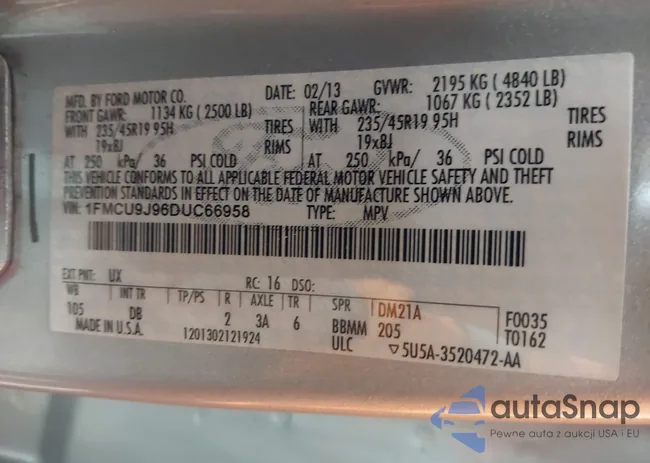 MFD. BY FORD MOTOR CO. DATE: 02/13 GVWR: 2195 KG ( 4840 LB)
FRONT GAWR: 1134 KG ( 2500 LB) REAR GAWR: 1067 KG ( 2352 LB)
WITH 235/45R19 95H TIRES WITH 235/45R19 95H TIRES
19x8J RIMS 19x8J RIMS
AT 250 kPa/ 36 PSI COLD AT 250 kPa/ 36 PSI COLD
THIS VEHICLE CONFORMS TO ALL APPLICABLE FEDERAL MOTOR VEHICLE SAFETY AND THEFT
PREVENTION STANDARDS IN EFFECT ON THE DATE OF MANUFACTURE SHOWN ABOVE.
VIN: 1FMCU9J96DUC66958 TYPE: MPV
EXT PNT: UX RC: 16 DSO:
WB INT TR TP/PS R AXLE TR SPR DM21A F0035
105 DB 2 3A 6 BBMM 205 T0162
MADE IN U.S.A. 1201302121924 ULC ▽5U5A-3520472-AA
autaSnap
Pewne auta z aukcji USA i EU